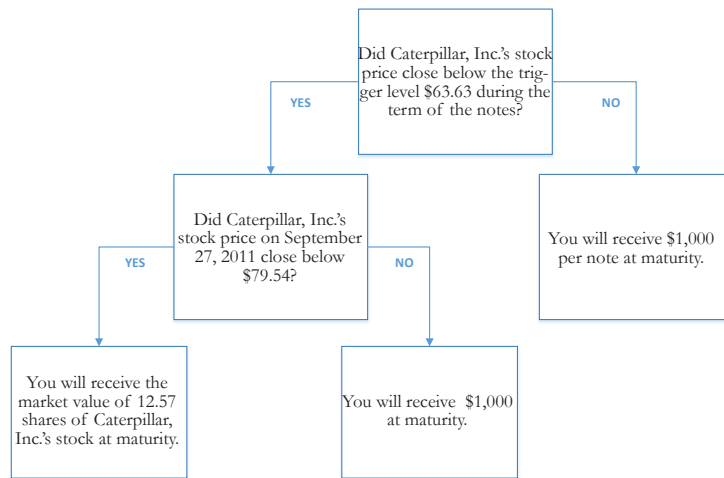 Did Caterpillar, Inc.'s stock
price close below the trig-
ger level $63.63 during the
term of the notes?
YES
NO
Did Caterpillar, Inc.'s
stock price on September
27, 2011 close below
$79.54?
You will receive $1,000
per note at maturity.
YES
NO
You will receive the
market value of 12.57
shares of Caterpillar,
Inc.'s stock at maturity.
You will receive $1,000
at maturity.